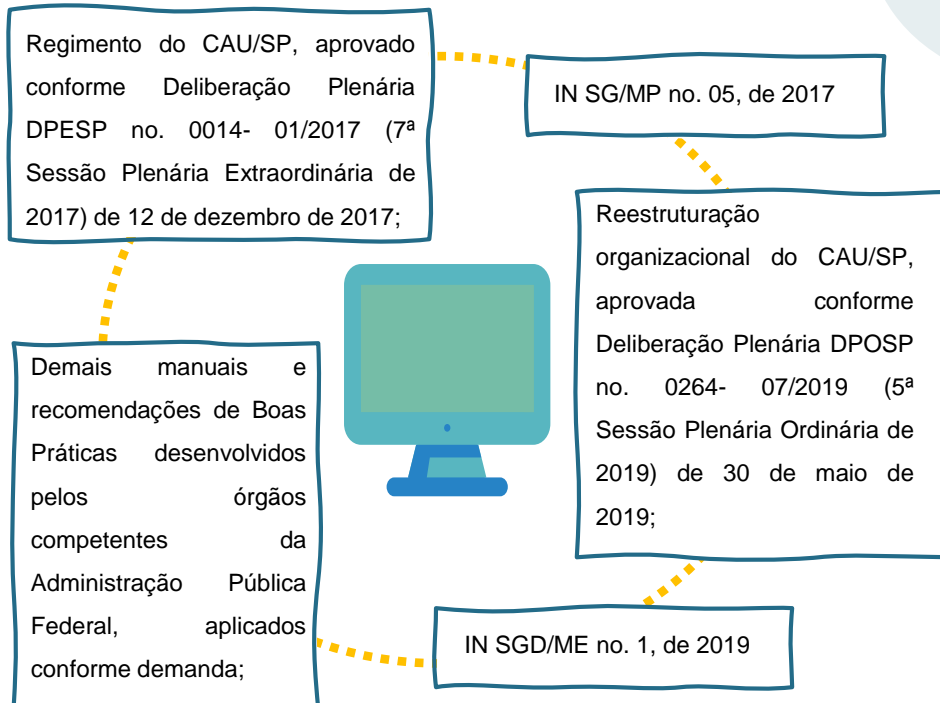 Regimento do CAU/SP, aprovado
conforme Deliberação Plenária
DPESP no. 0014- 01/2017 (7ª
Sessão Plenária Extraordinária de
2017) de 12 de dezembro de 2017;
IN SG/MP no. 05, de 2017
Reestruturação
organizacional do CAU/SP,
aprovada conforme
Deliberação Plenária DPOSP
no. 0264- 07/2019 (5ª
Sessão Plenária Ordinária de
2019) de 30 de maio de
2019;
IN SGD/ME no. 1, de 2019
Demais manuais e
recomendações de Boas
Práticas desenvolvidos
pelos órgãos
competentes da
Administração Pública
Federal, aplicados
conforme demanda;